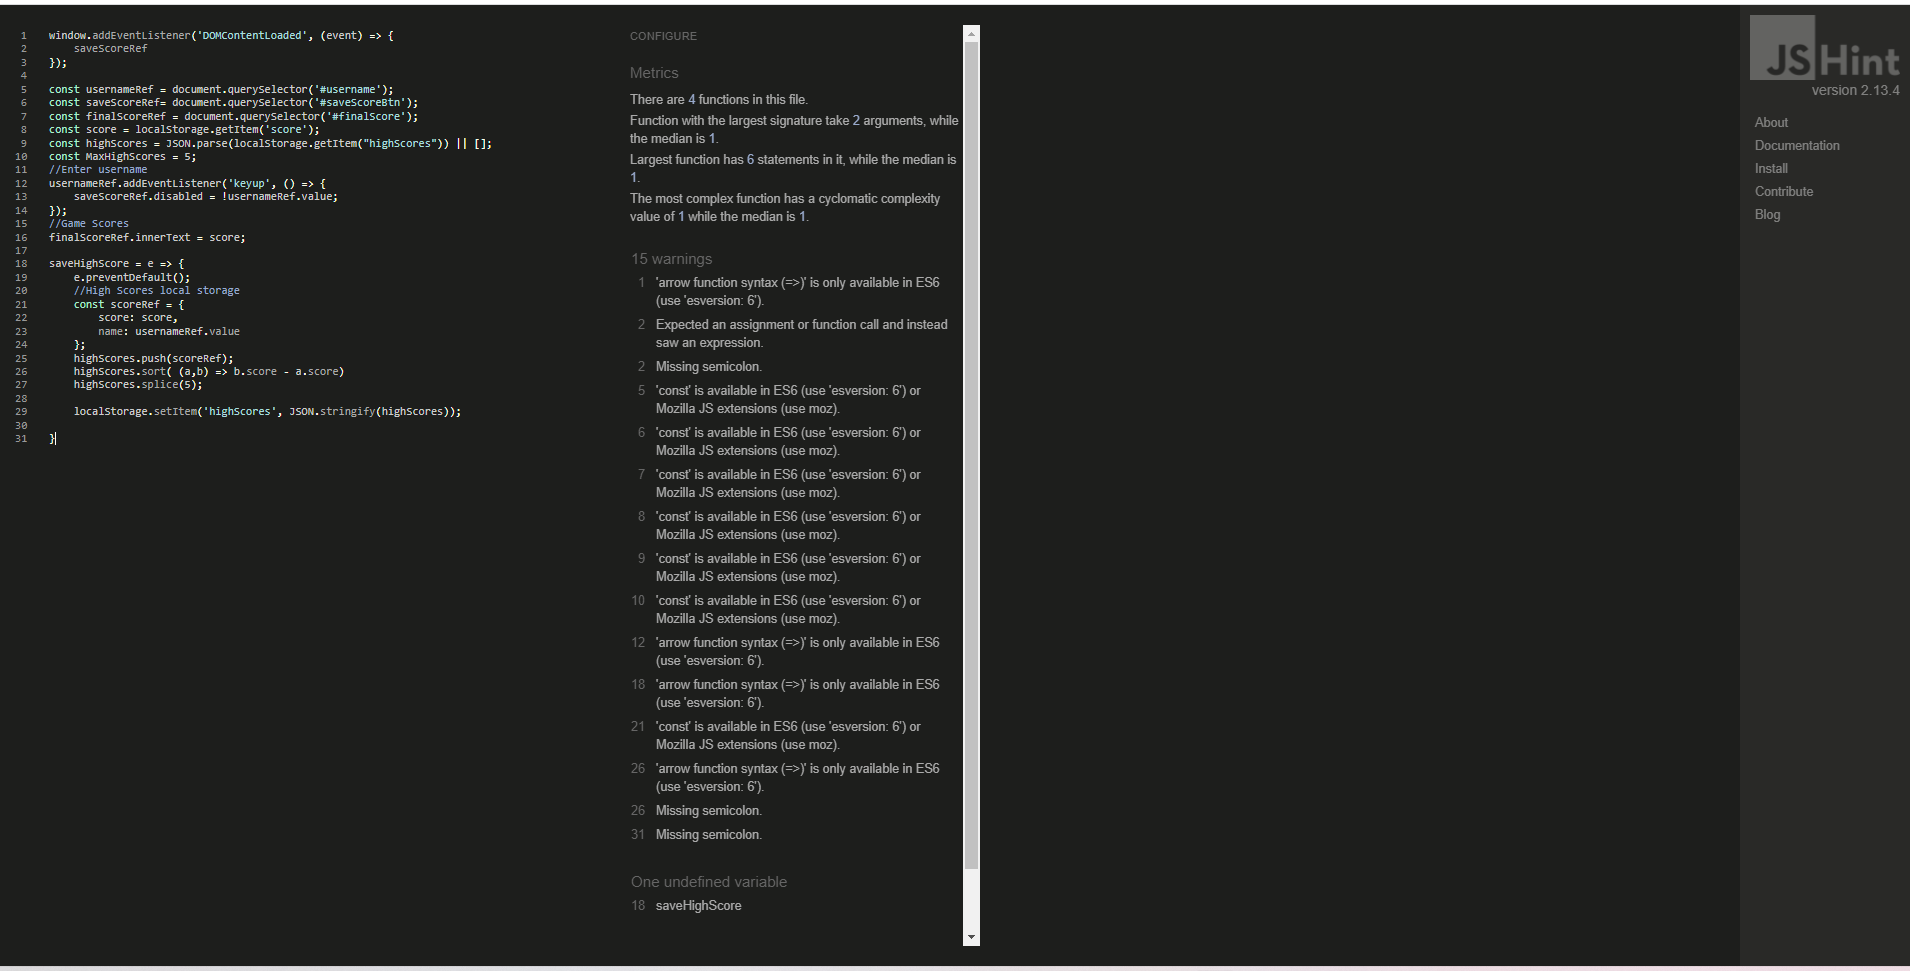 1 window.addEventListener('DOMContentLoaded', (event) => {
2 saveScoreRef
3 });
4
5 const usernameRef = document.querySelector('#username');
6 const saveScoreRef= document.querySelector('#saveScoreBtn');
7 const finalScoreRef = document.querySelector('#finalScore');
8 const score = localStorage.getItem('score');
9 const highScores = JSON.parse(localStorage.getItem("highScores")) || [];
10 const MaxHighScores = 5;
11 //Enter username
12 usernameRef.addEventListener('keyup', () => {
13 saveScoreRef.disabled = !usernameRef.value;
14 });
15 //Game Scores
16 finalScoreRef.innerText = score;
17
18 saveHighScore = e => {
19 e.preventDefault();
20 //High Scores local storage
21 const scoreRef = {
22 score: score,
23 name: usernameRef.value
24 };
25 highScores.push(scoreRef);
26 highScores.sort( (a,b) => b.score - a.score)
27 highScores.splice(5);
28
29 localStorage.setItem('highScores', JSON.stringify(highScores));
30
31 }
CONFIGURE
Metrics
There are 4 functions in this file.
Function with the largest signature take 2 arguments, while
the median is 1.
Largest function has 6 statements in it, while the median is
1.
The most complex function has a cyclomatic complexity
value of 1 while the median is 1.
15 warnings
1 'arrow function syntax (=>)' is only available in ES6
(use 'esversion: 6').
2 Expected an assignment or function call and instead
saw an expression.
2 Missing semicolon.
5 'const' is available in ES6 (use 'esversion: 6') or
Mozilla JS extensions (use moz).
6 'const' is available in ES6 (use 'esversion: 6') or
Mozilla JS extensions (use moz).
7 'const' is available in ES6 (use 'esversion: 6') or
Mozilla JS extensions (use moz).
8 'const' is available in ES6 (use 'esversion: 6') or
Mozilla JS extensions (use moz).
9 'const' is available in ES6 (use 'esversion: 6') or
Mozilla JS extensions (use moz).
10 'const' is available in ES6 (use 'esversion: 6') or
Mozilla JS extensions (use moz).
12 'arrow function syntax (=>)' is only available in ES6
(use 'esversion: 6').
18 'arrow function syntax (=>)' is only available in ES6
(use 'esversion: 6').
21 'const' is available in ES6 (use 'esversion: 6') or
Mozilla JS extensions (use moz).
26 'arrow function syntax (=>)' is only available in ES6
(use 'esversion: 6').
26 Missing semicolon.
31 Missing semicolon.
One undefined variable
18 saveHighScore
JSHint
version 2.13.4
About
Documentation
Install
Contribute
Blog